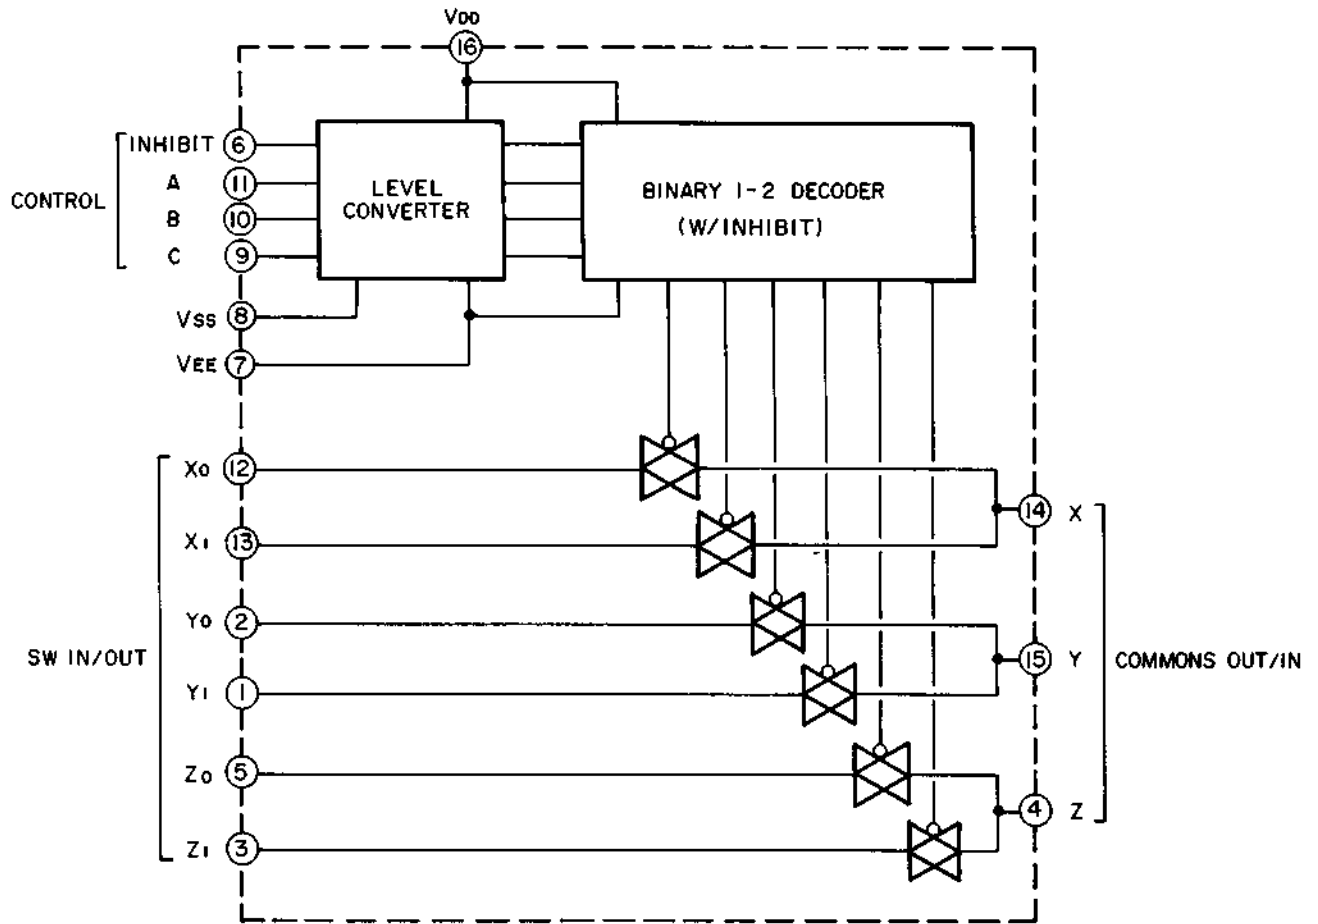 VDD
16
INHIBIT 6
A 11
CONTROL
B 10
C 9
LEVEL
CONVERTER
BINARY 1-2 DECODER
(W/INHIBIT)
VSS 8
VEE 7
X0 12
14 X
X1 13
Y0 2
SW IN/OUT
15 Y
COMMONS OUT/IN
Y1 1
Z0 5
4 Z
Z1 3